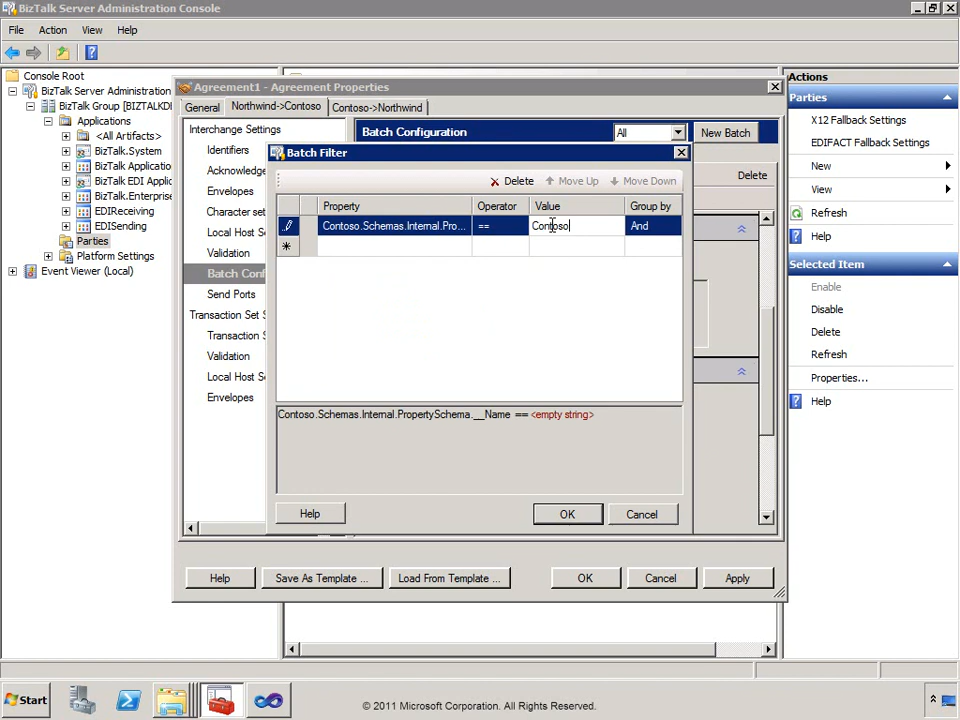 BizTalk Server Administration Console
File Action View Help
Console Root
BizTalk Server Administration
BizTalk Group [BIZTALKDI
Applications
<All Artifacts>
BizTalk.System
BizTalk Applicatio
BizTalk EDI Applic
BizTalk.Enterprise
EDIReceiving
EDISending
Parties
Platform Settings
Event Viewer (Local)
Agreement1 - Agreement Properties
General Northwind->Contoso Contoso->Northwind
Interchange Settings
Identifiers
Acknowledge
Envelopes
Character set
Local Host Se
Validation
Batch Conf
Send Ports
Transaction Set S
Transaction S
Validation
Local Host Se
Envelopes
Batch Configuration All New Batch
Delete
Batch Filter
Delete Move Up Move Down
Property Operator Value Group by
Contoso.Schemas.Internal.Pro... == Contoso And
Contoso.Schemas.Internal.PropertySchema.__Name == <empty string>
Help OK Cancel
Help Save As Template ... Load From Template ... OK Cancel Apply
Actions
Parties
X12 Fallback Settings
EDIFACT Fallback Settings
New
View
Refresh
Help
Selected Item
Enable
Disable
Delete
Refresh
Properties...
Help
Start
© 2011 Microsoft Corporation. All Rights Reserved.